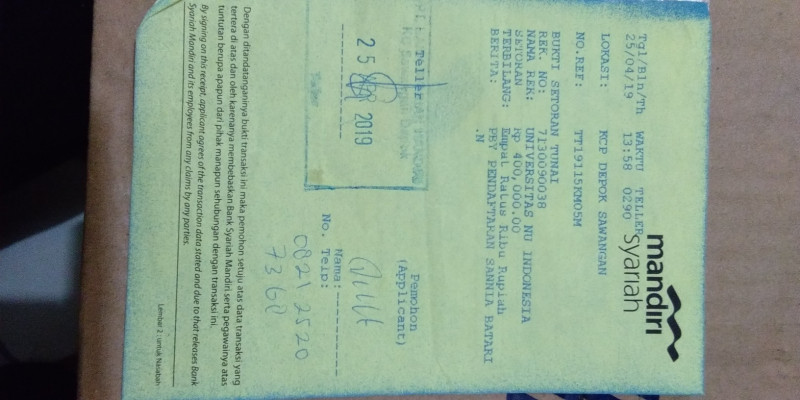 mandiri
syariah
Tgl/Bln/Th WAKTU TELLER
25/04/19 13:58 0290
LOKASI: KCP DEPOK SAWANGAN
NO.REF: TT19115KM05M
BUKTI SETORAN TUNAI
REK. NO: 7130090038
NAMA REK: UNIVERSITAS NU INDONESIA
SETORAN Rp 400,000.00
TERBILANG: Empat Ratus Ribu Rupiah
BERITA: PBY PENDAFTARAN SANNIA BATARI
.N
Teller
25 APR 2019
Pemohon
(Applicant)
Nama:
No. Telp:
0821 2520
7360
Dengan ditandatanganinya bukti transaksi ini maka pemohon setuju atas data transaksi yang
tertera di atas dan oleh karenanya membebaskan Bank Syariah Mandiri serta pegawainya atas
tuntutan berupa apapun dari pihak manapun sehubungan dengan transaksi ini.
By signing on this receipt, applicant agrees of the transaction data stated and due to that releases Bank
Syariah Mandiri and its employees from any claims by any parties.
Lembar 2 : untuk Nasabah